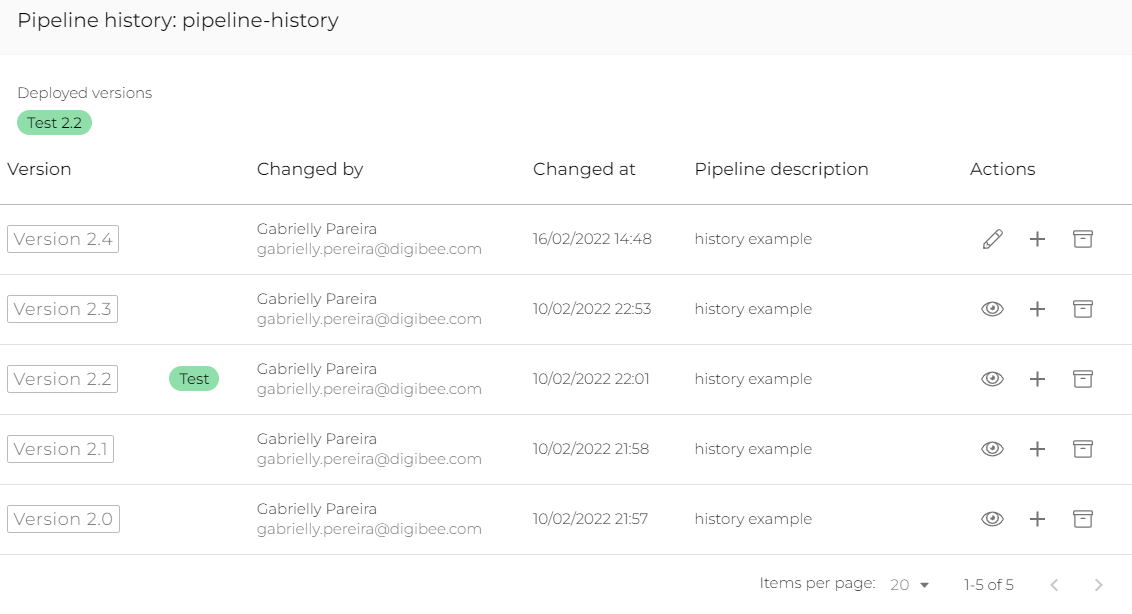 Pipeline history: pipeline-history
Deployed versions
Test 2.2
Version Changed by Changed at Pipeline description Actions
Version 2.4 Gabrielly Pareira 16/02/2022 14:48 history example
gabrielly.pereira@digibee.com
Version 2.3 Gabrielly Pareira 10/02/2022 22:53 history example
gabrielly.pereira@digibee.com
Version 2.2 Test Gabrielly Pareira 10/02/2022 22:01 history example
gabrielly.pereira@digibee.com
Version 2.1 Gabrielly Pareira 10/02/2022 21:58 history example
gabrielly.pereira@digibee.com
Version 2.0 Gabrielly Pareira 10/02/2022 21:57 history example
gabrielly.pereira@digibee.com
Items per page: 20 1-5 of 5